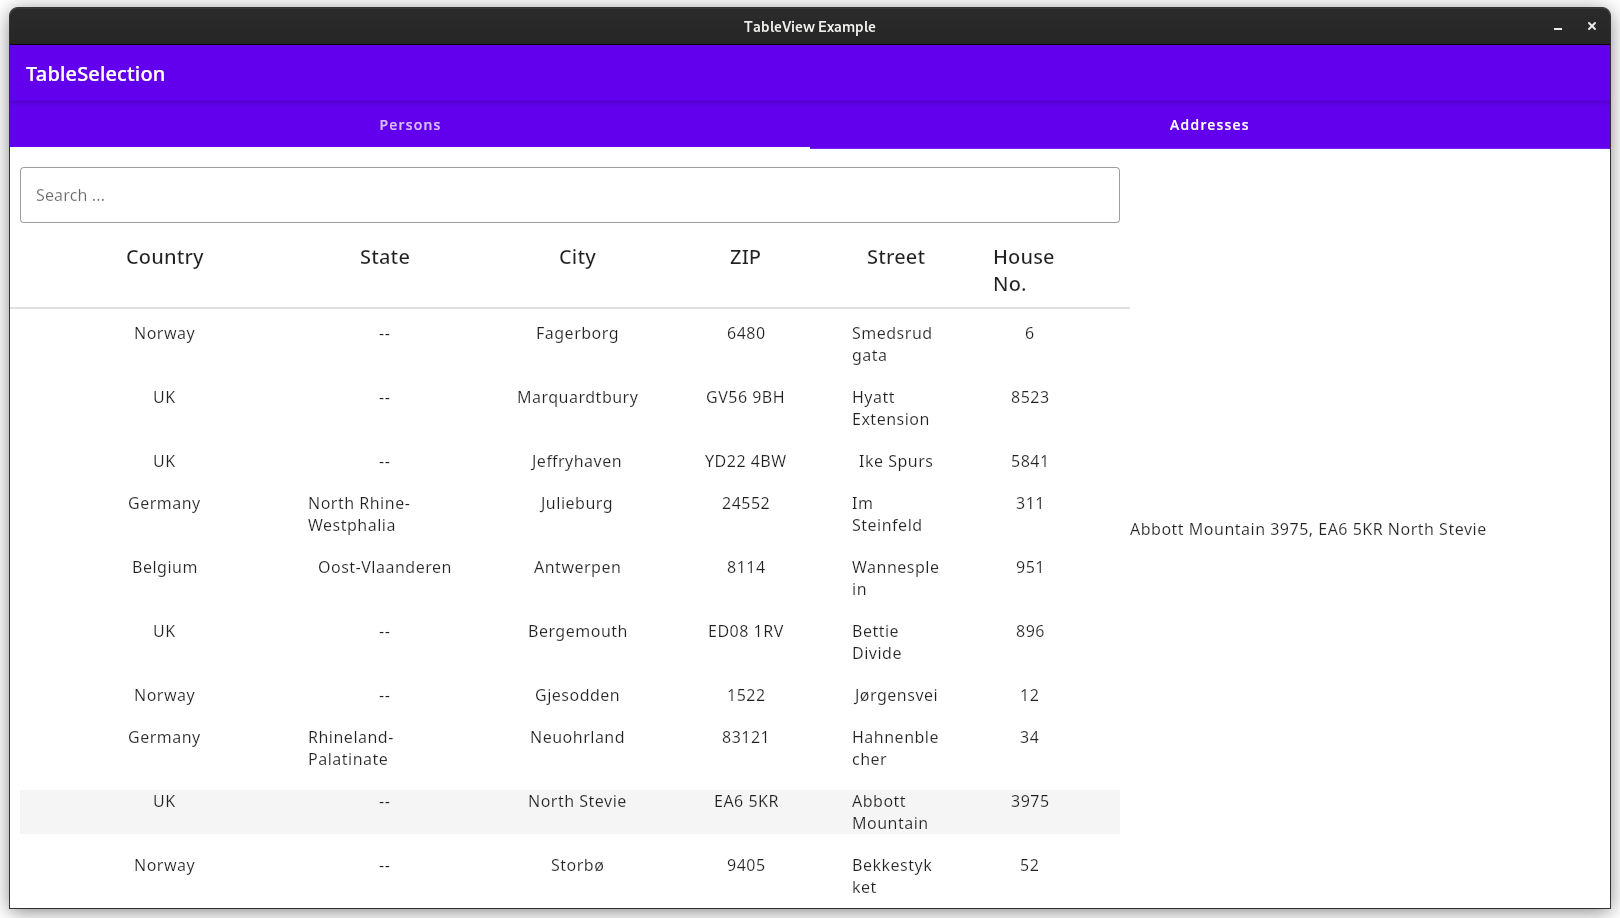 TableView Example
TableSelection
Persons Addresses
Search ...
Country State City ZIP Street House
No.
Norway -- Fagerborg 6480 Smedsrud 6
gata
UK -- Marquardtbury GV56 9BH Hyatt 8523
Extension
UK -- Jeffryhaven YD22 4BW Ike Spurs 5841
Germany North Rhine- Julieburg 24552 Im 311
Westphalia Steinfeld
Abbott Mountain 3975, EA6 5KR North Stevie
Belgium Oost-Vlaanderen Antwerpen 8114 Wannesple 951
in
UK -- Bergemouth ED08 1RV Bettie 896
Divide
Norway -- Gjesodden 1522 Jørgensvei 12
Germany Rhineland- Neuohrland 83121 Hahnenble 34
Palatinate cher
UK -- North Stevie EA6 5KR Abbott 3975
Mountain
Norway -- Storbø 9405 Bekkestyk 52
ket